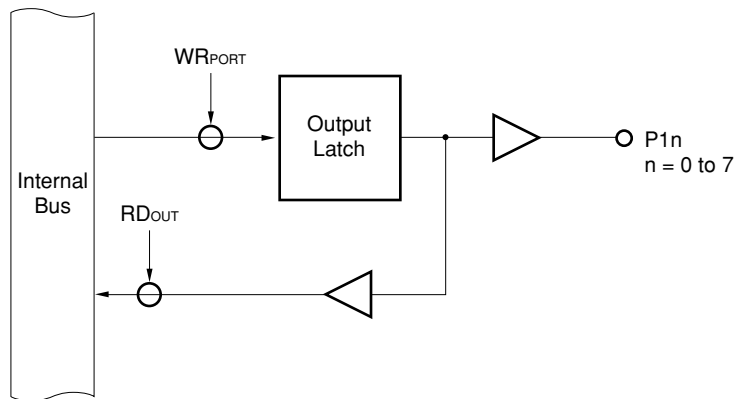 WRPORT
Output
Latch
P1n
n = 0 to 7
Internal
Bus
RDOUT